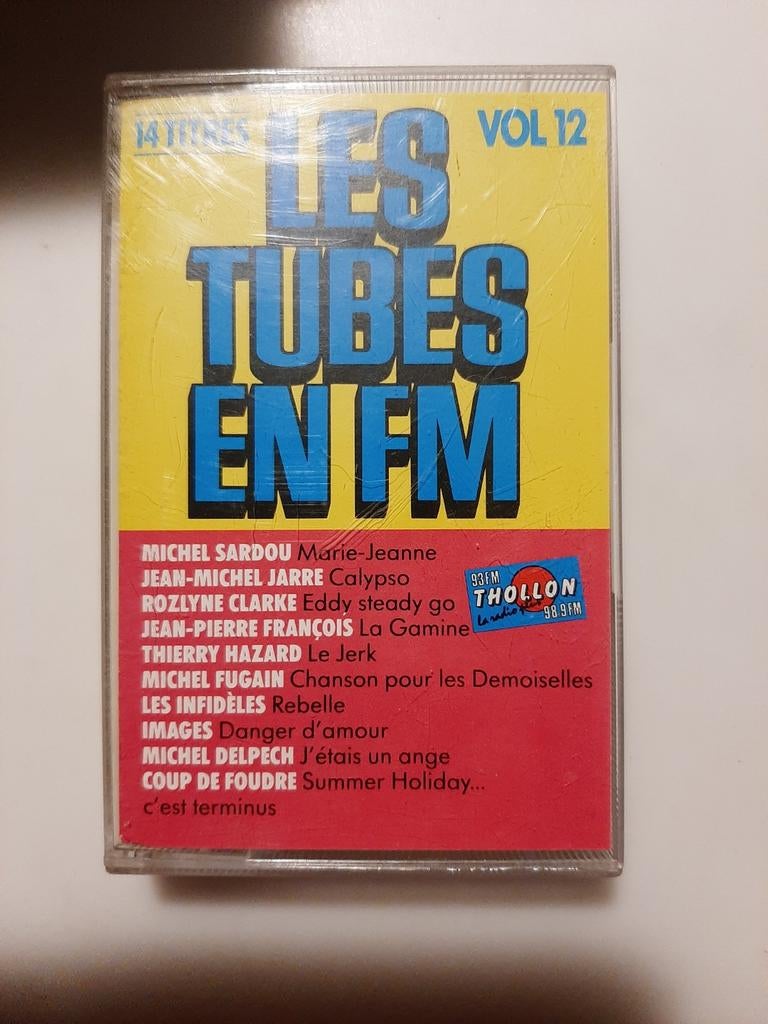 14 TITRES
VOL 12
LES
TUBES
EN FM
MICHEL SARDOU Marie-Jeanne
JEAN-MICHEL JARRE Calypso
ROZLYNE CLARKE Eddy steady go
JEAN-PIERRE FRANÇOIS La Gamine
THIERRY HAZARD Le Jerk
MICHEL FUGAIN Chanson pour les Demoiselles
LES INFIDÈLES Rebelle
IMAGES Danger d'amour
MICHEL DELPECH J'étais un ange
COUP DE FOUDRE Summer Holiday...
c'est terminus
93 FM
THOLLON
La radio
98.9 FM